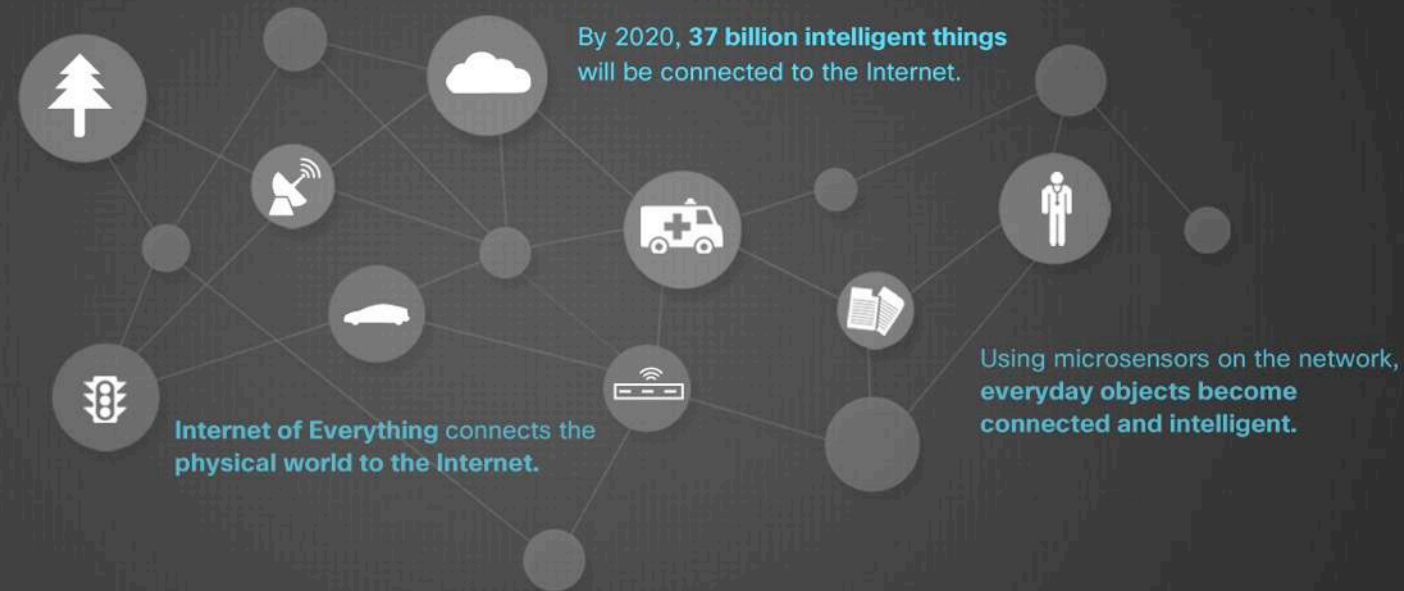 By 2020, 37 billion intelligent things
will be connected to the Internet.
Using microsensors on the network,
everyday objects become
connected and intelligent.
Internet of Everything connects the
physical world to the Internet.